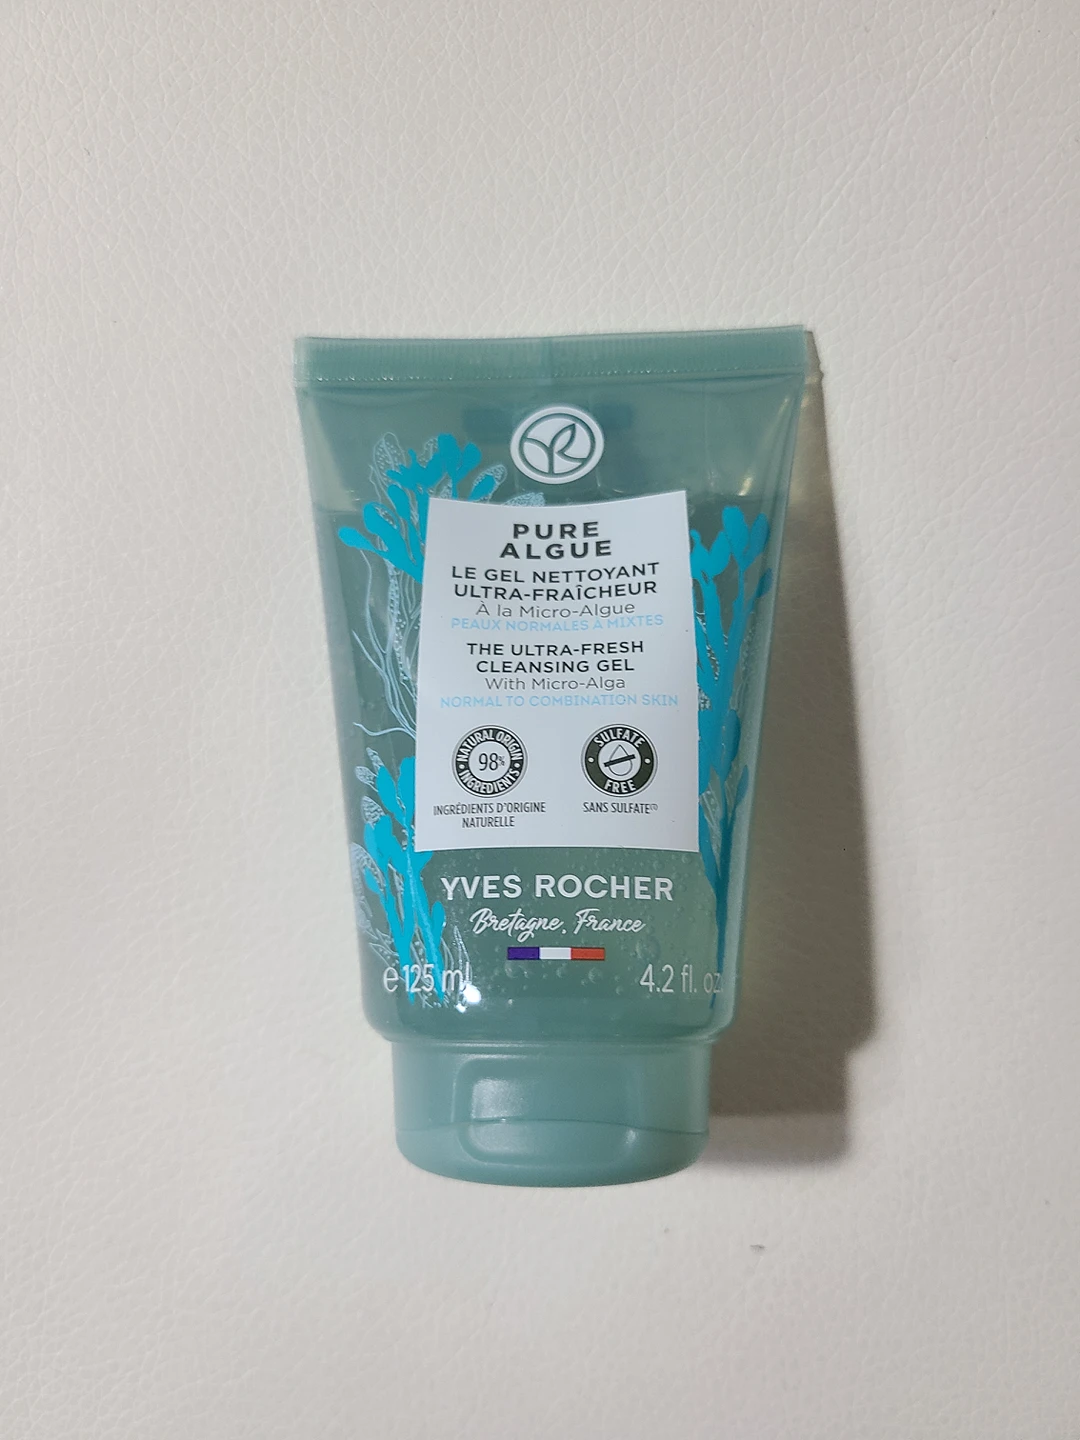 PURE
ALGUE
LE GEL NETTOYANT
ULTRA-FRAÎCHEUR
À la Micro-Algue
PEAUX NORMALES À MIXTES
THE ULTRA-FRESH
CLEANSING GEL
With Micro-Alga
NORMAL TO COMBINATION SKIN
NATURAL ORIGIN
98%
INGREDIENTS
SULFATE
FREE
INGRÉDIENTS D'ORIGINE
NATURELLE
SANS SULFATE(1)
YVES ROCHER
Bretagne, France
e 125 ml
4.2 fl. oz